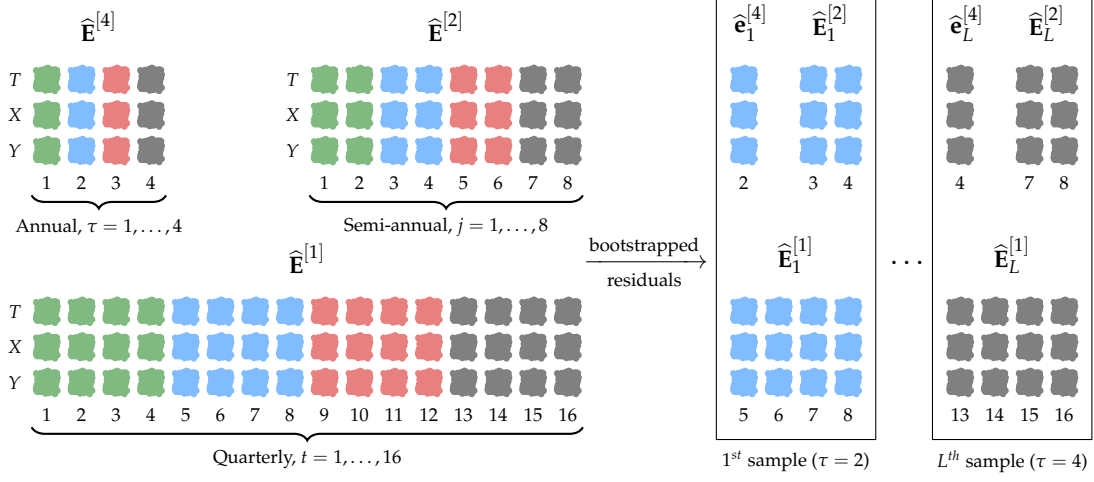 Ê^[4]
T
X
Y
1 2 3 4
Annual, τ = 1, . . . , 4
Ê^[2]
T
X
Y
1 2 3 4 5 6 7 8
Semi-annual, j = 1, . . . , 8
Ê^[1]
T
X
Y
1 2 3 4 5 6 7 8 9 10 11 12 13 14 15 16
Quarterly, t = 1, . . . , 16
bootstrapped
residuals
ê_1^[4] Ê_1^[2]
2 3 4
Ê_1^[1]
5 6 7 8
1^st sample (τ = 2)
. . .
ê_L^[4] Ê_L^[2]
4 7 8
Ê_L^[1]
13 14 15 16
L^th sample (τ = 4)